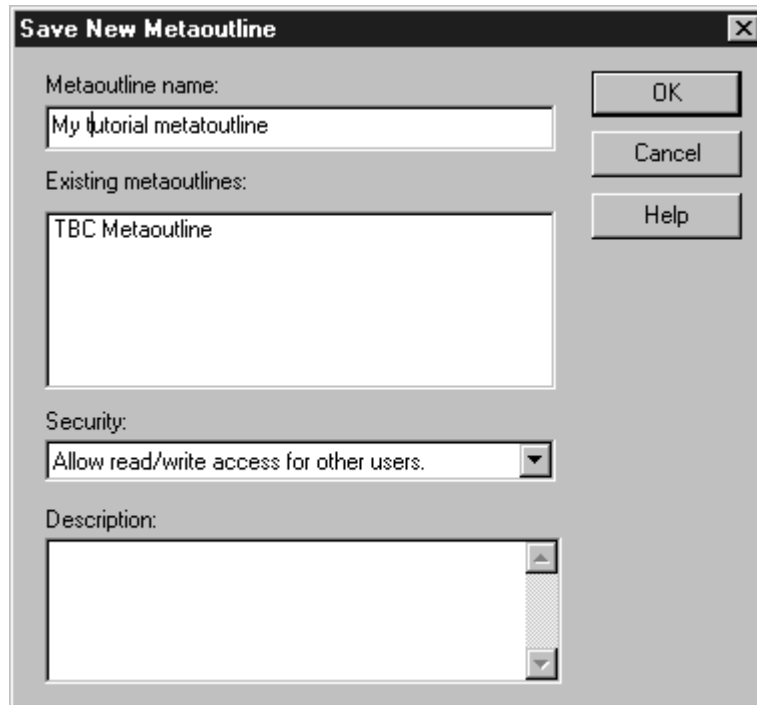 Save New Metaoutline
Metaoutline name:
My tutorial metatoutline
Existing metaoutlines:
TBC Metaoutline
Security:
Allow read/write access for other users.
Description:
OK
Cancel
Help